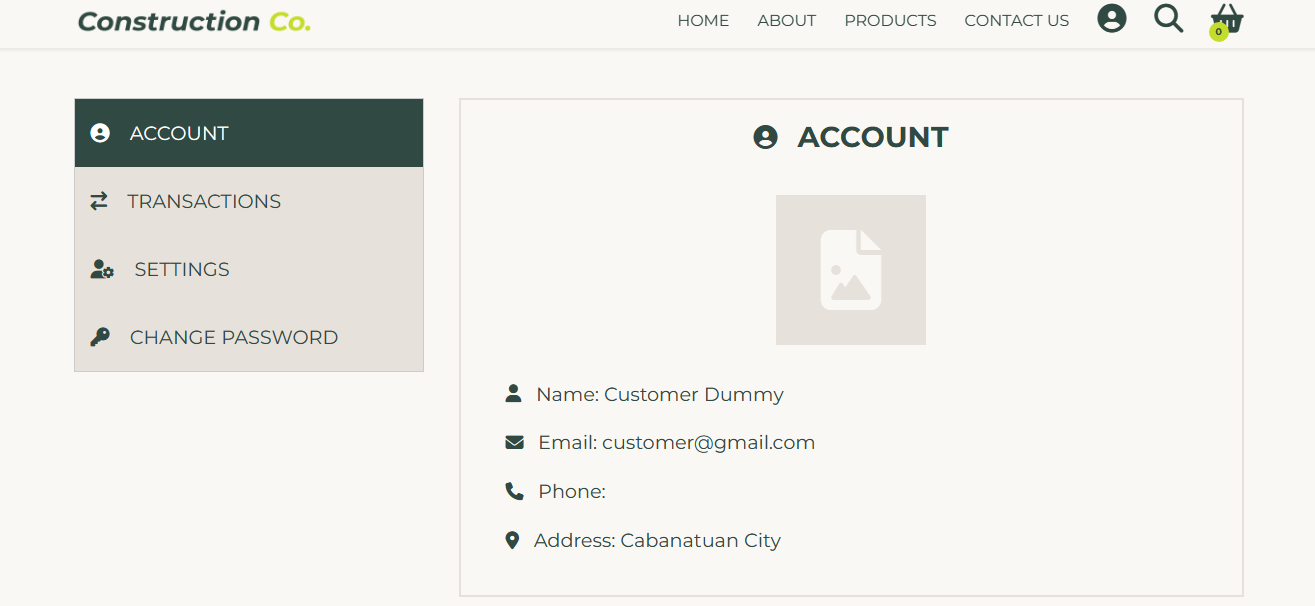 Construction Co.
HOME ABOUT PRODUCTS CONTACT US
0
ACCOUNT
TRANSACTIONS
SETTINGS
CHANGE PASSWORD
ACCOUNT
Name: Customer Dummy
Email: customer@gmail.com
Phone:
Address: Cabanatuan City